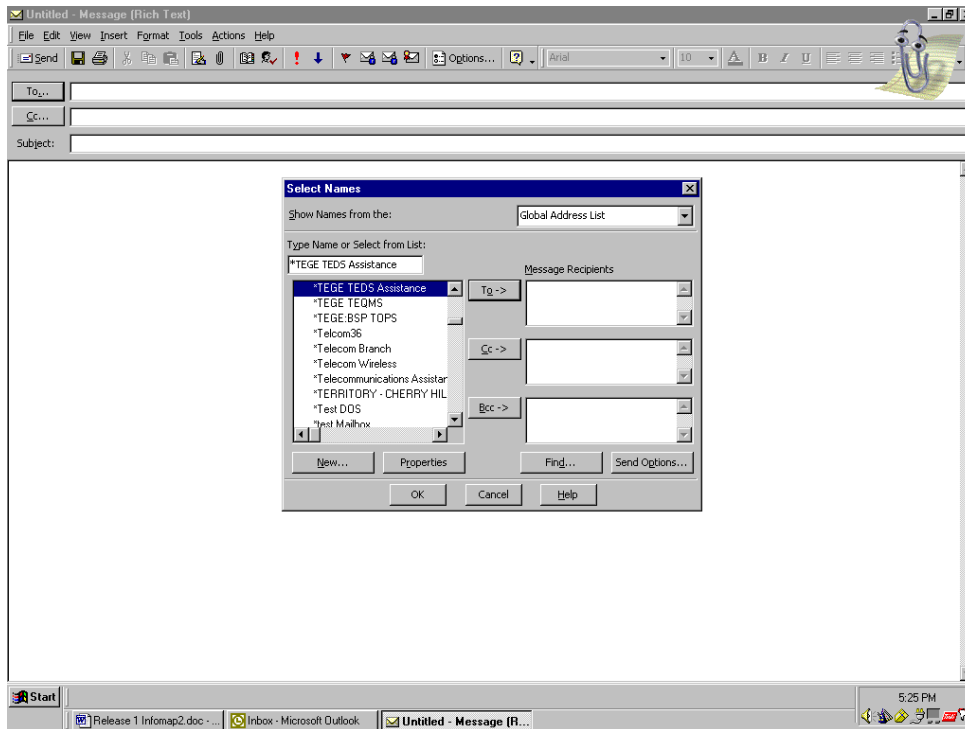 Untitled - Message (Rich Text)
File Edit View Insert Format Tools Actions Help
Send Options... Arial 10 A B I U
To...
Cc...
Subject:
Select Names
Show Names from the: Global Address List
Type Name or Select from List:
*TEGE TEDS Assistance
Message Recipients
*TEGE TEDS Assistance
*TEGE TEQMS
*TEGE:BSP TOPS
*Telcom36
*Telecom Branch
*Telecom Wireless
*Telecommunications Assistar
*TERRITORY - CHERRY HIL
*Test DOS
*test Mailbox
To ->
Cc ->
Bcc ->
New... Properties Find... Send Options...
OK Cancel Help
Start 5:25 PM
Release 1 Infomap2.doc - ... Inbox - Microsoft Outlook Untitled - Message (R...